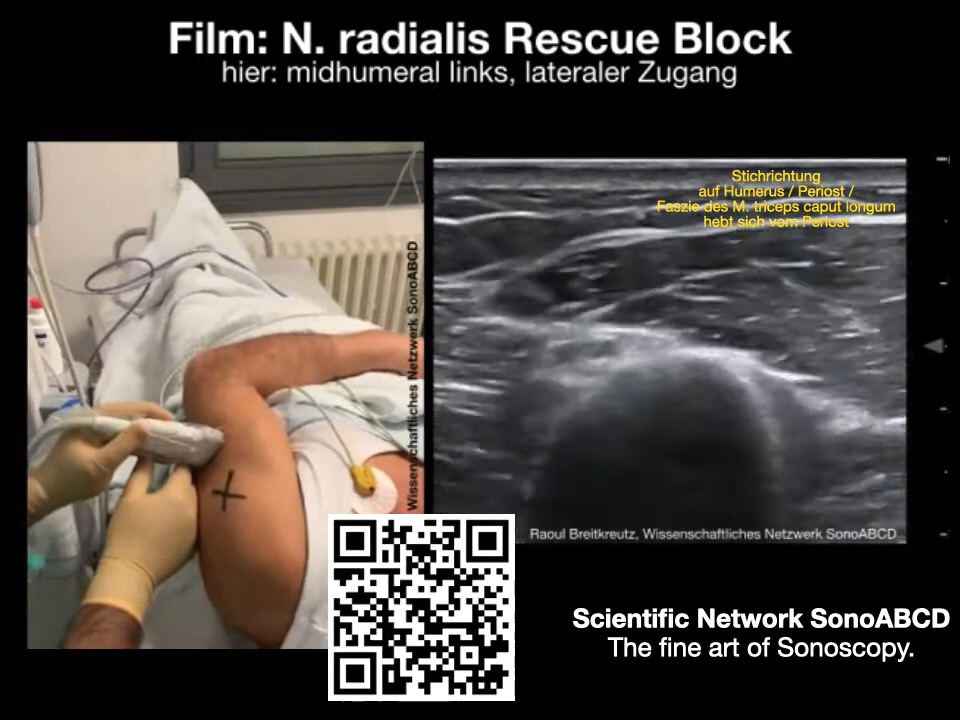 Film: N. radialis Rescue Block
hier: midhumeral links, lateraler Zugang
Wissenschaftliches Netzwerk SonoABCD
Stichrichtung
auf Humerus / Periost /
Faszie des M. triceps caput longum
hebt sich vom Periost
Raoul Breitkreutz, Wissenschaftliches Netzwerk SonoABCD
Scientific Network SonoABCD
The fine art of Sonoscopy.